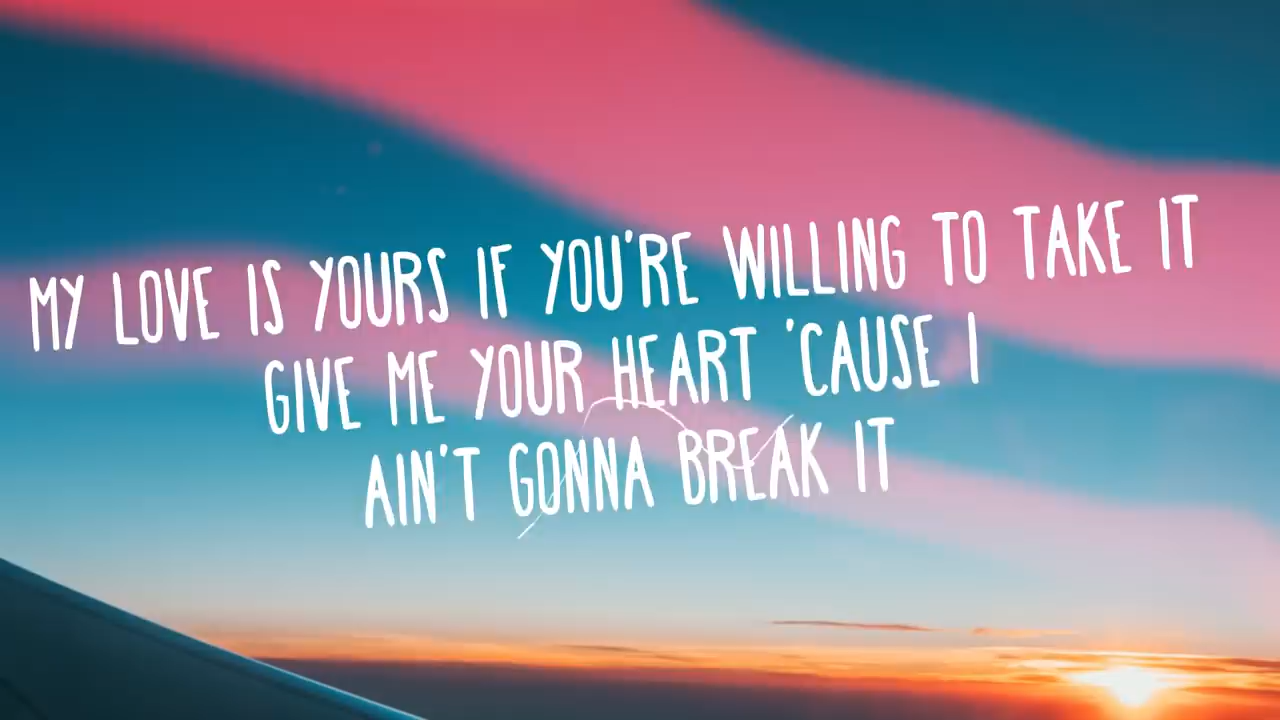 MY LOVE IS YOURS IF YOU'RE WILLING TO TAKE IT
GIVE ME YOUR HEART 'CAUSE I
AIN'T GONNA BREAK IT